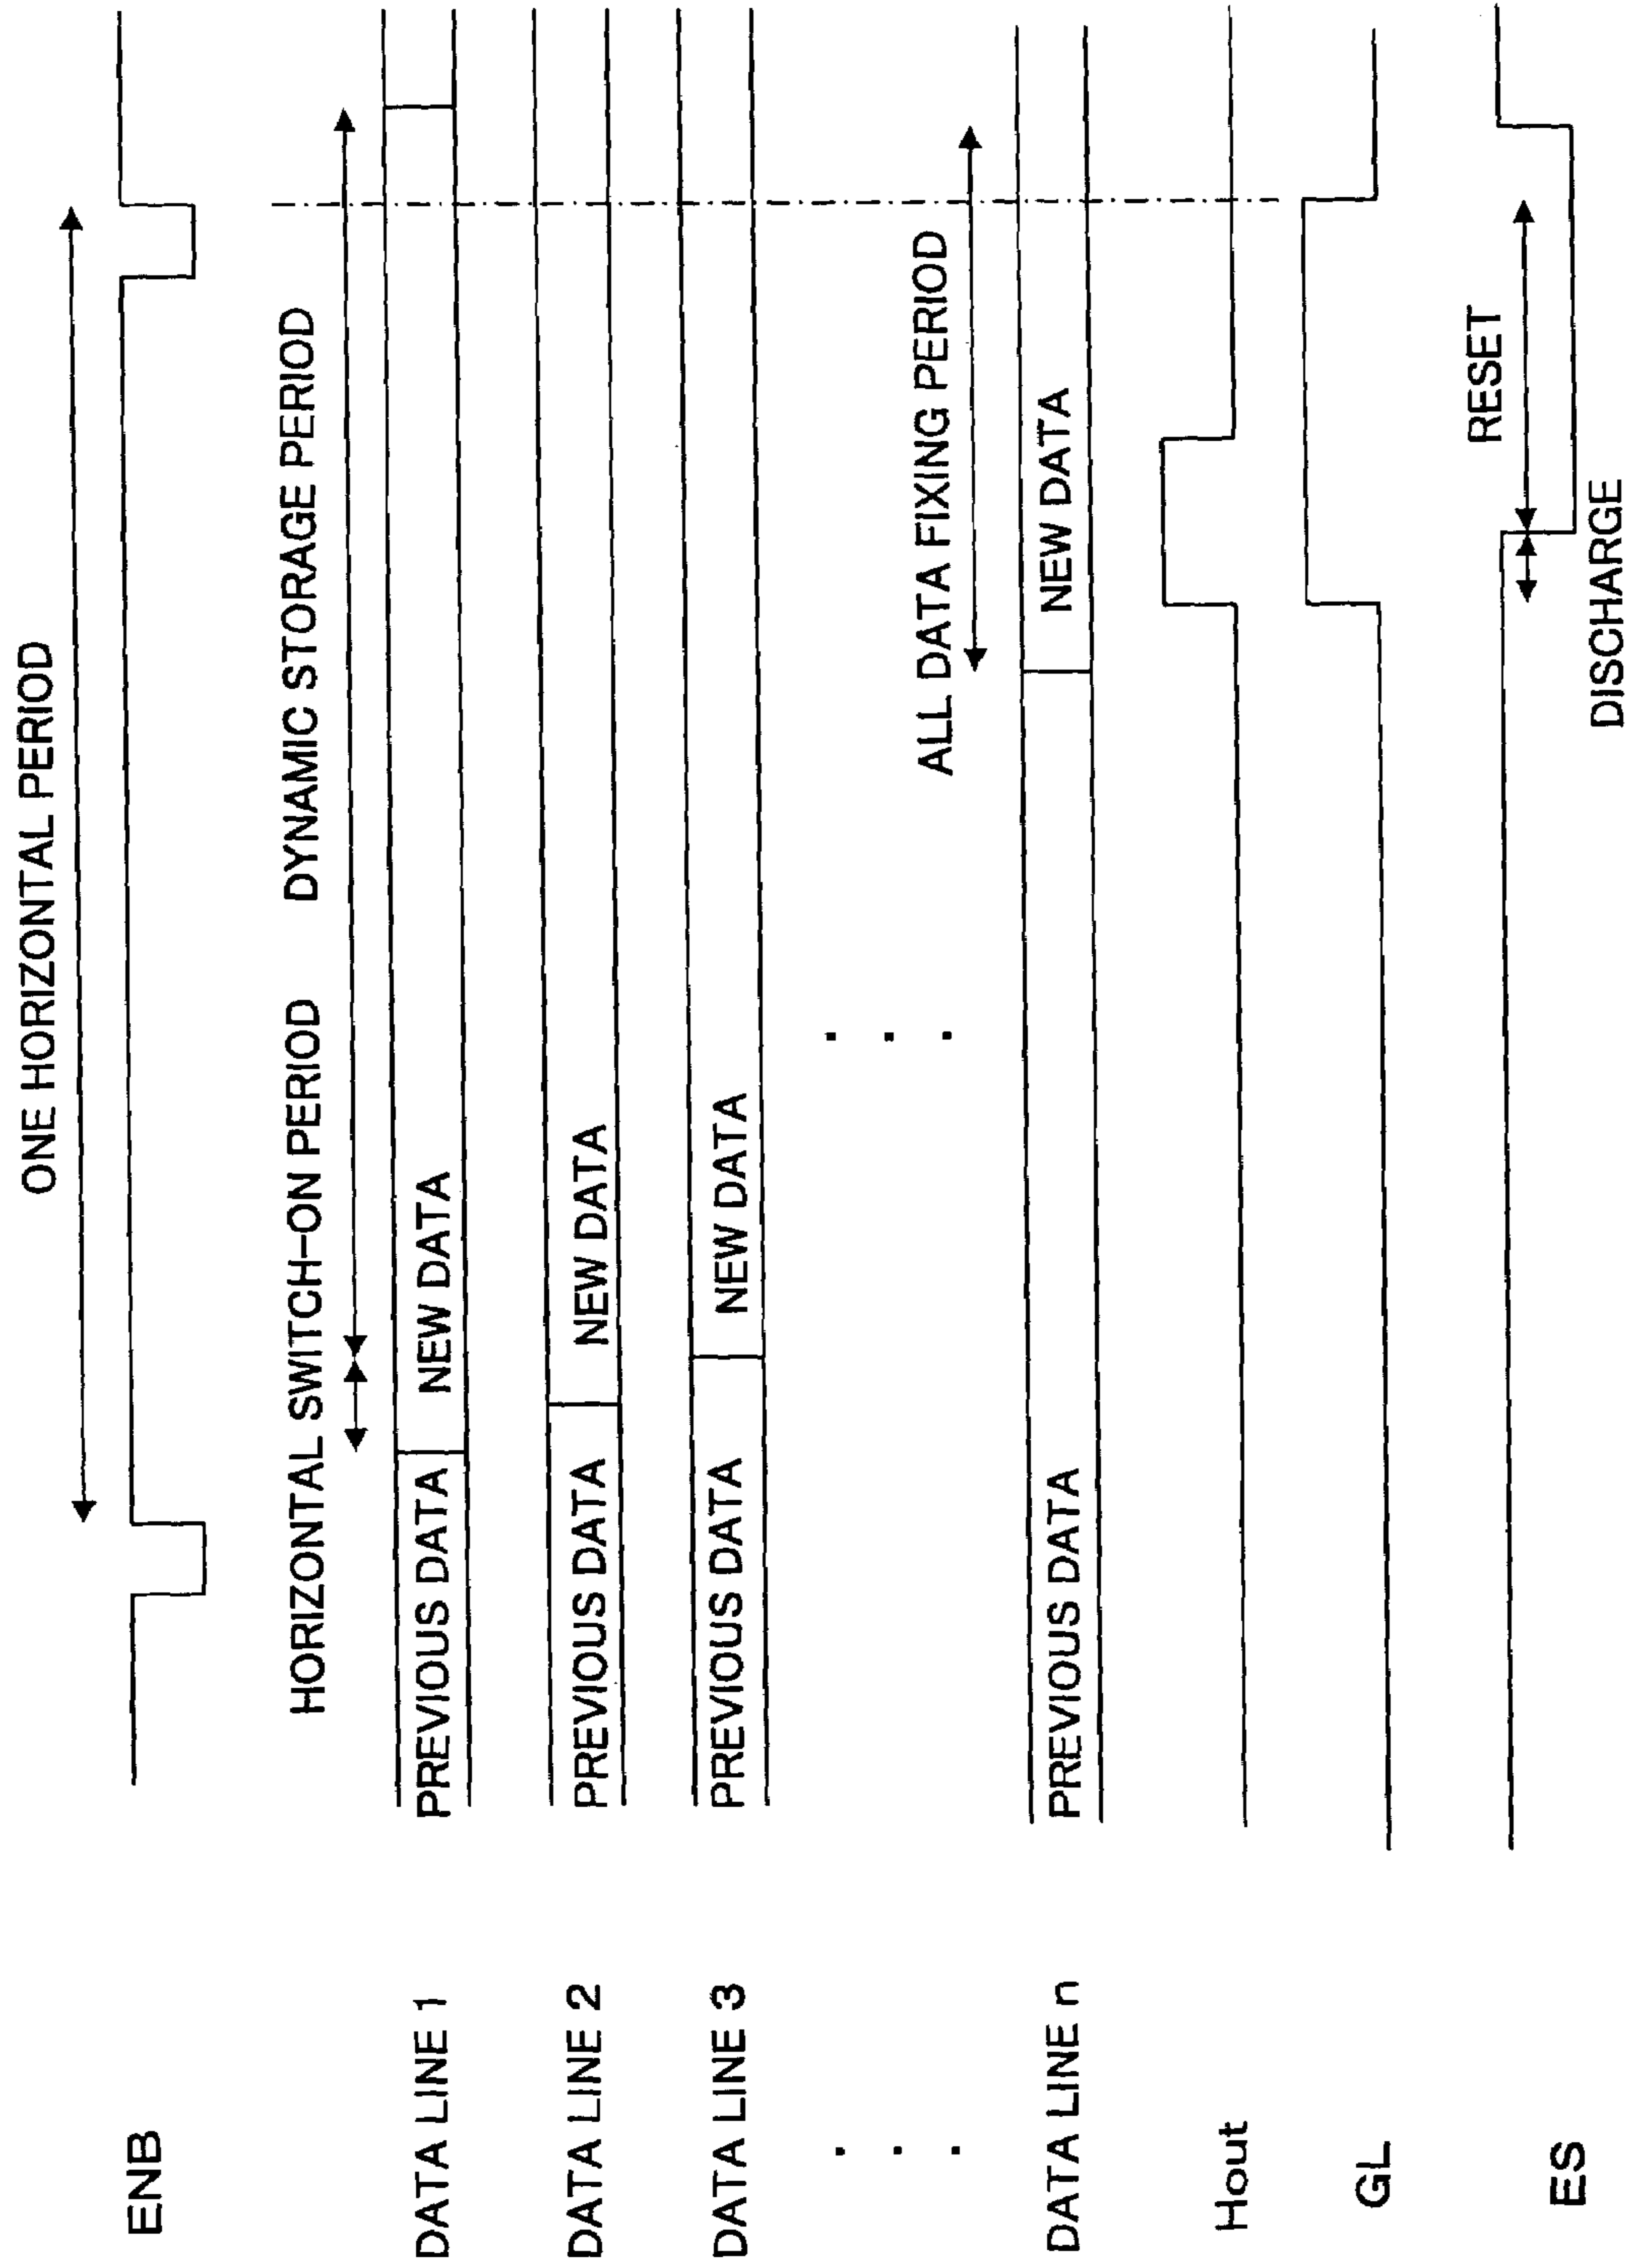 ONE HORIZONTAL PERIOD
ENB
HORIZONTAL SWITCH-ON PERIOD DYNAMIC STORAGE PERIOD
DATA LINE 1 PREVIOUS DATA NEW DATA
DATA LINE 2 PREVIOUS DATA NEW DATA
DATA LINE 3 PREVIOUS DATA NEW DATA
. . . . . .
ALL DATA FIXING PERIOD
DATA LINE n PREVIOUS DATA NEW DATA
Hout
GL
RESET
ES
DISCHARGE